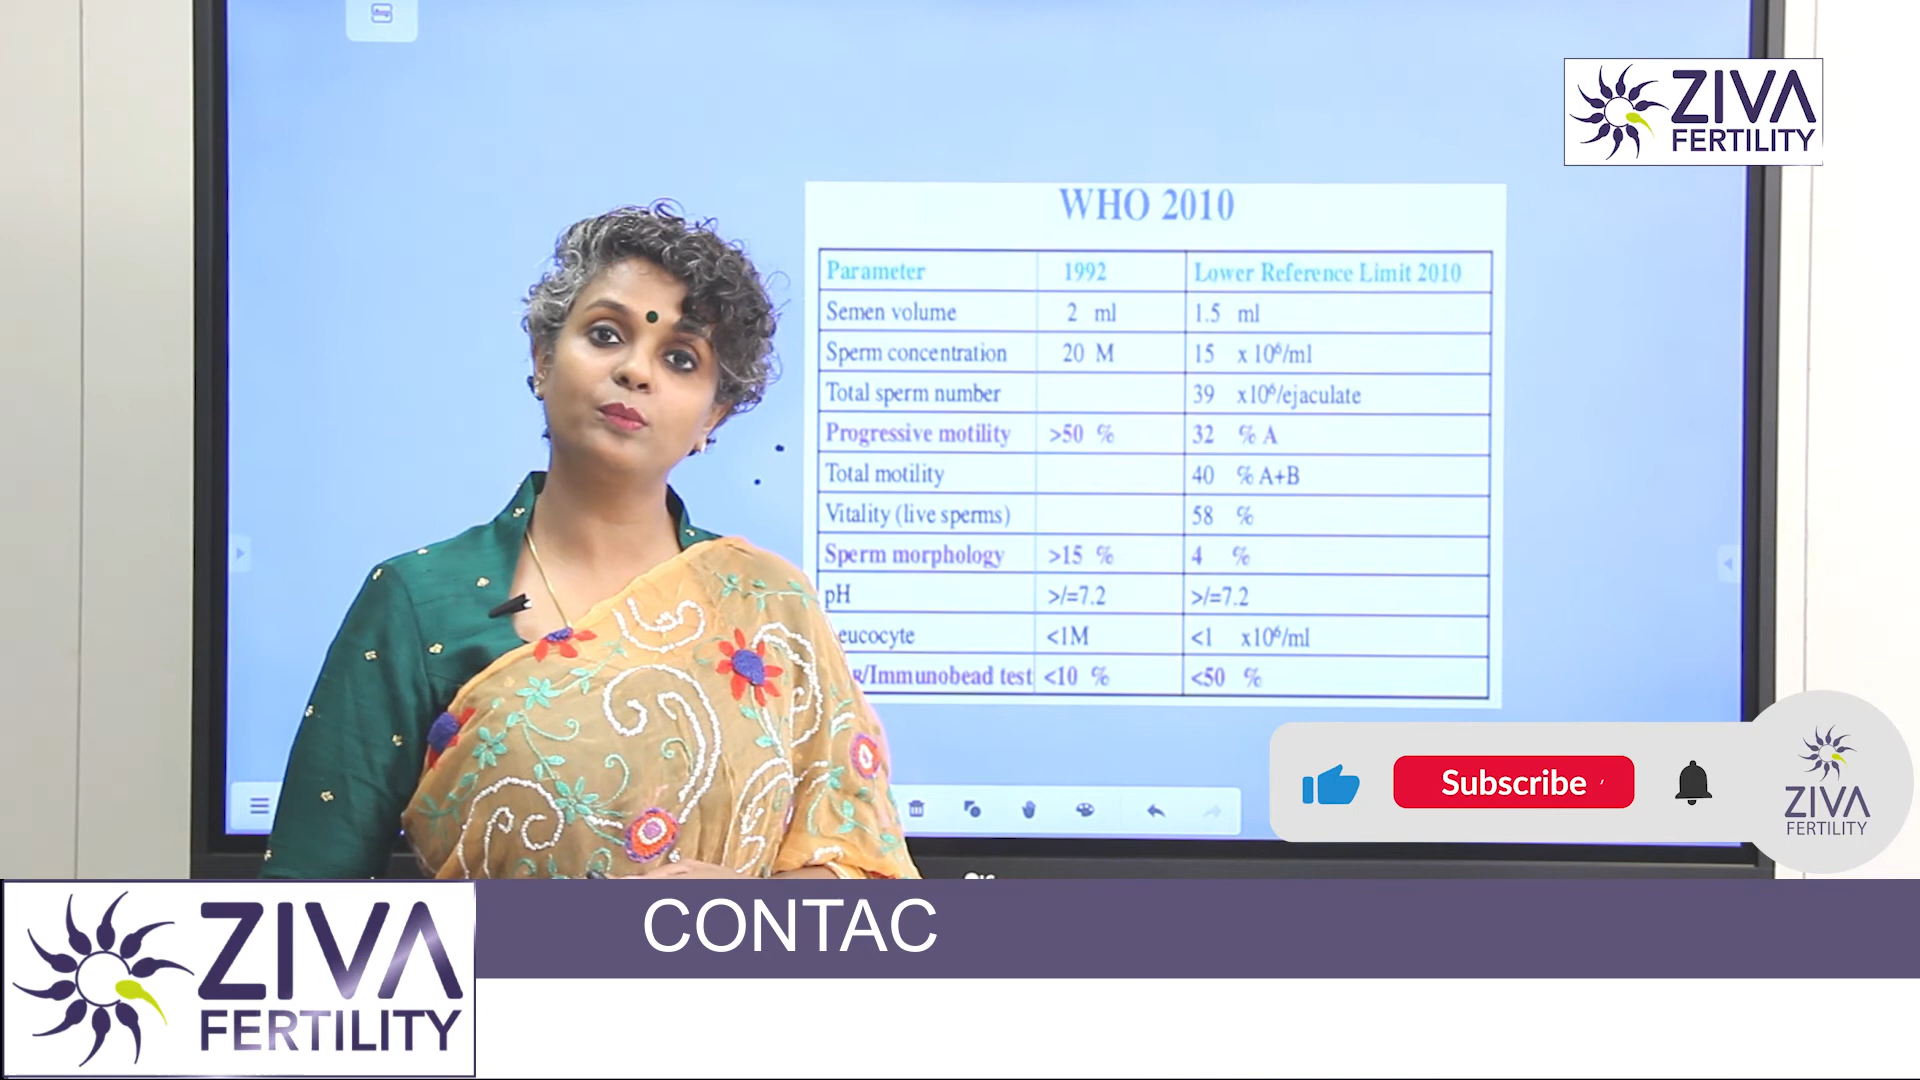 ZIVA
FERTILITY
WHO 2010
Parameter 1992 Lower Reference Limit 2010
Semen volume 2 ml 1.5 ml
Sperm concentration 20 M 15 x 10⁶/ml
Total sperm number 39 x10⁶/ejaculate
Progressive motility >50 % 32 % A
Total motility 40 % A+B
Vitality (live sperms) 58 %
Sperm morphology >15 % 4 %
pH >/=7.2 >/=7.2
eucocyte <1M <1 x10⁶/ml
/Immunobead test <10 % <50 %
Subscribe
ZIVA
FERTILITY
CONTAC
ZIVA
FERTILITY